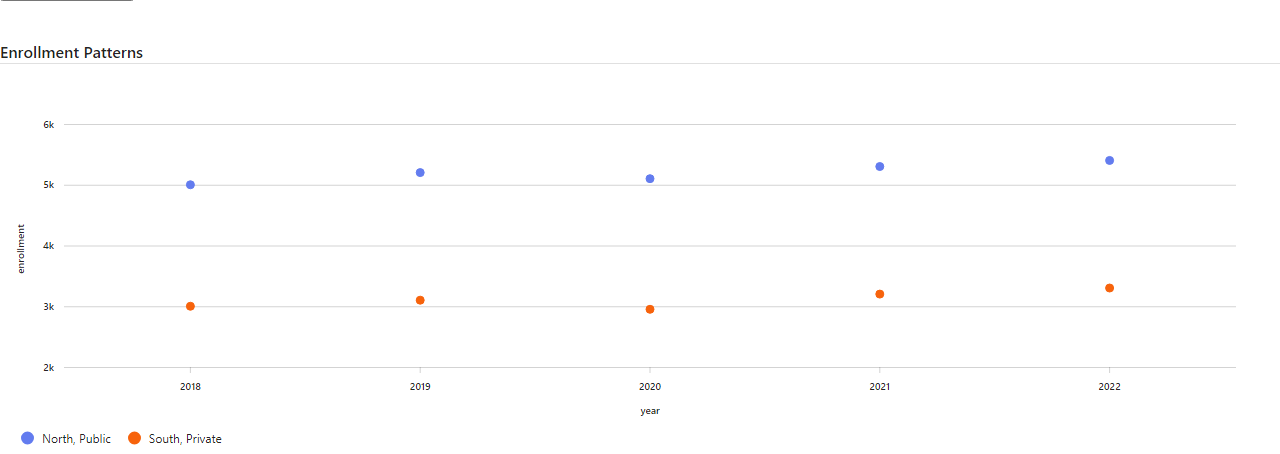 Enrollment Patterns
6k
5k
4k
3k
2k
enrollment
2018 2019 2020 2021 2022
year
North, Public South, Private